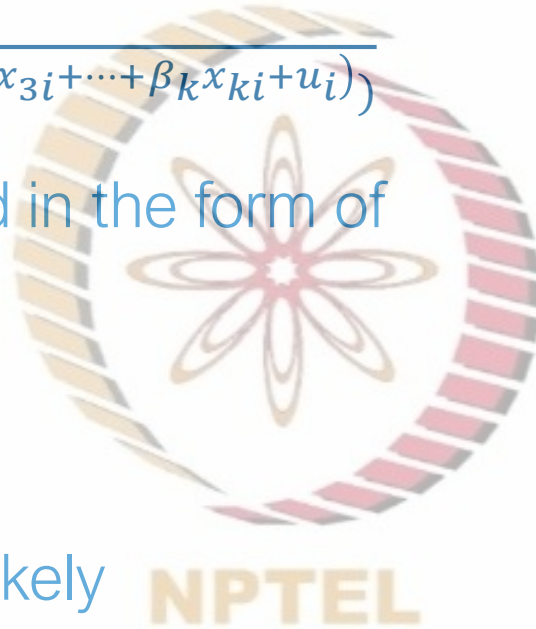 x₃ᵢ+⋯+βₖxₖᵢ+uᵢ))
d in the form of
kely
NPTEL